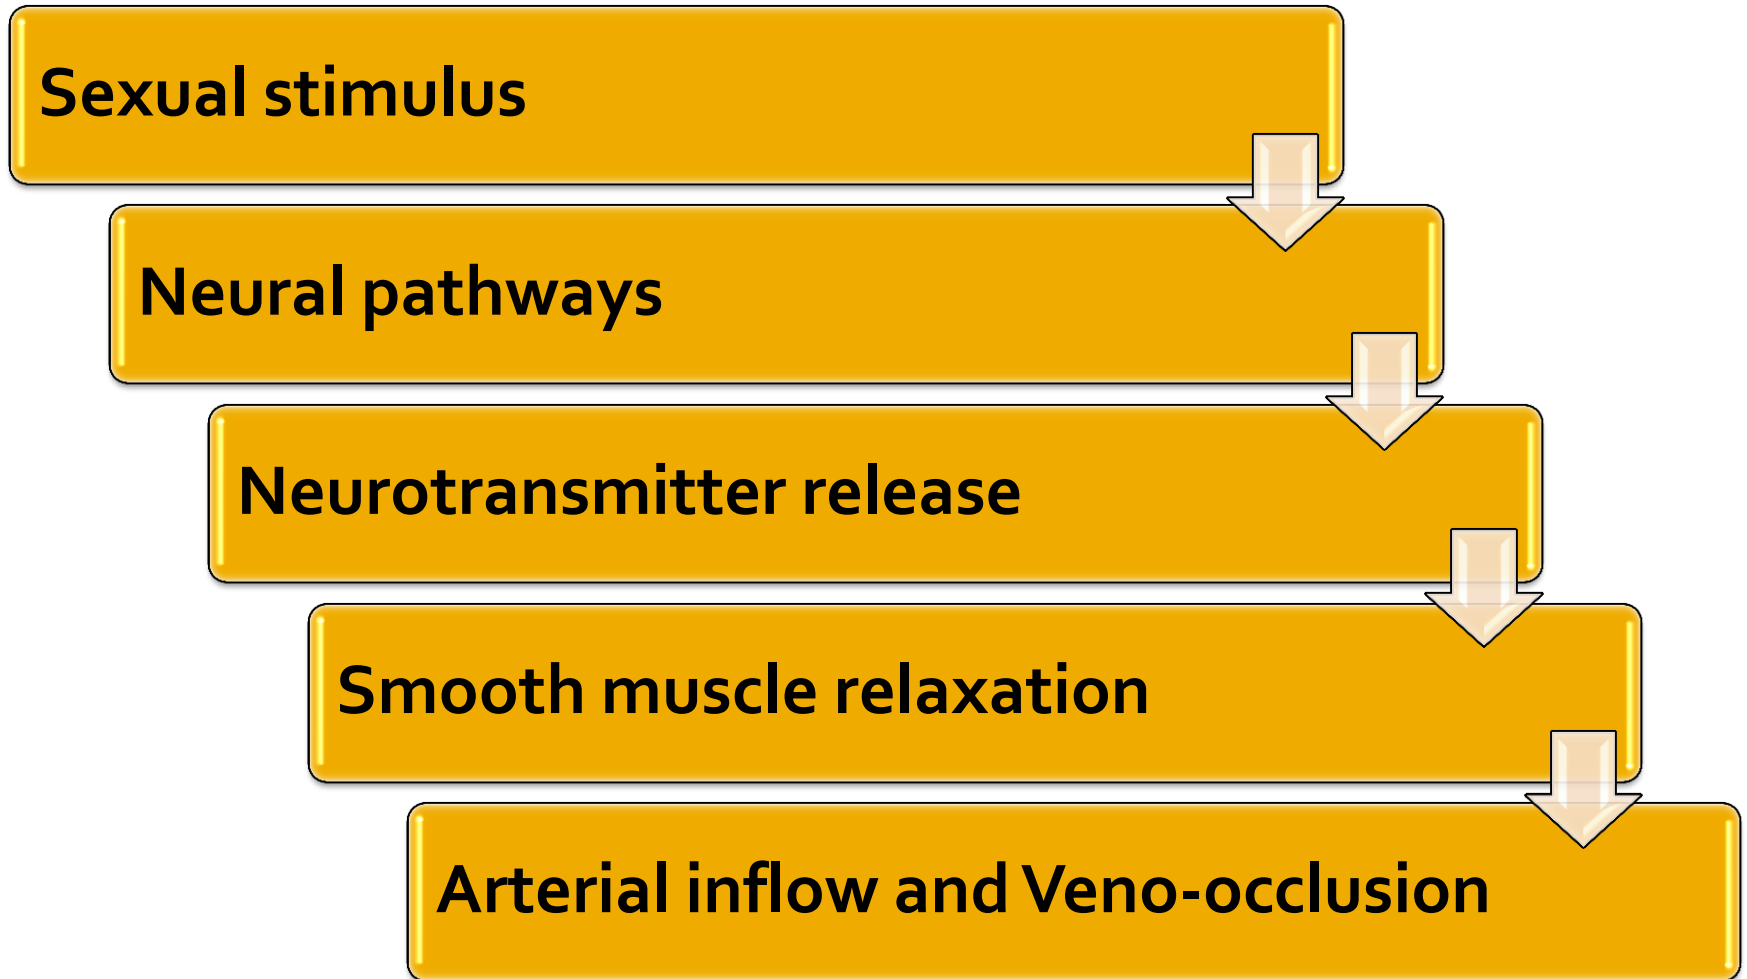 Sexual stimulus
Neural pathways
Neurotransmitter release
Smooth muscle relaxation
Arterial inflow and Veno-occlusion